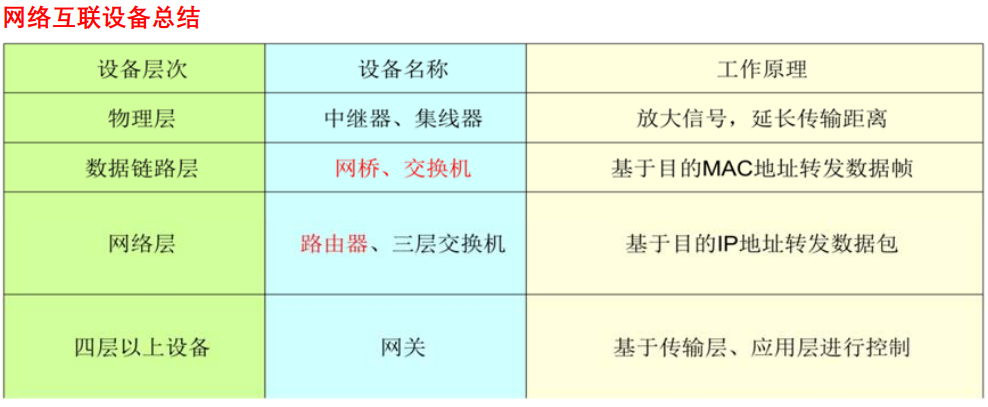 网络互联设备总结
设备层次 设备名称 工作原理
物理层 中继器、集线器 放大信号，延长传输距离
数据链路层 网桥、交换机 基于目的MAC地址转发数据帧
网络层 路由器、三层交换机 基于目的IP地址转发数据包
四层以上设备 网关 基于传输层、应用层进行控制